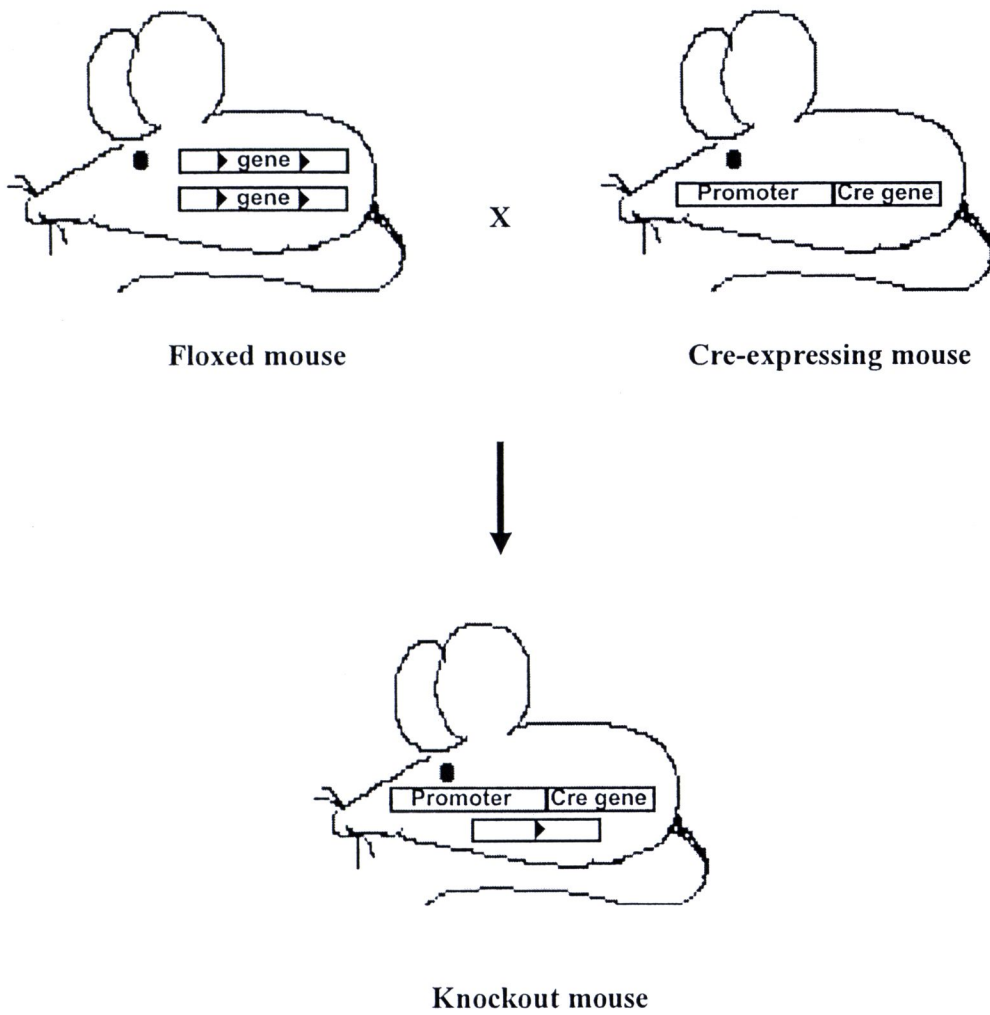 gene
gene
X
Promoter Cre gene
Floxed mouse
Cre-expressing mouse
Promoter Cre gene
Knockout mouse